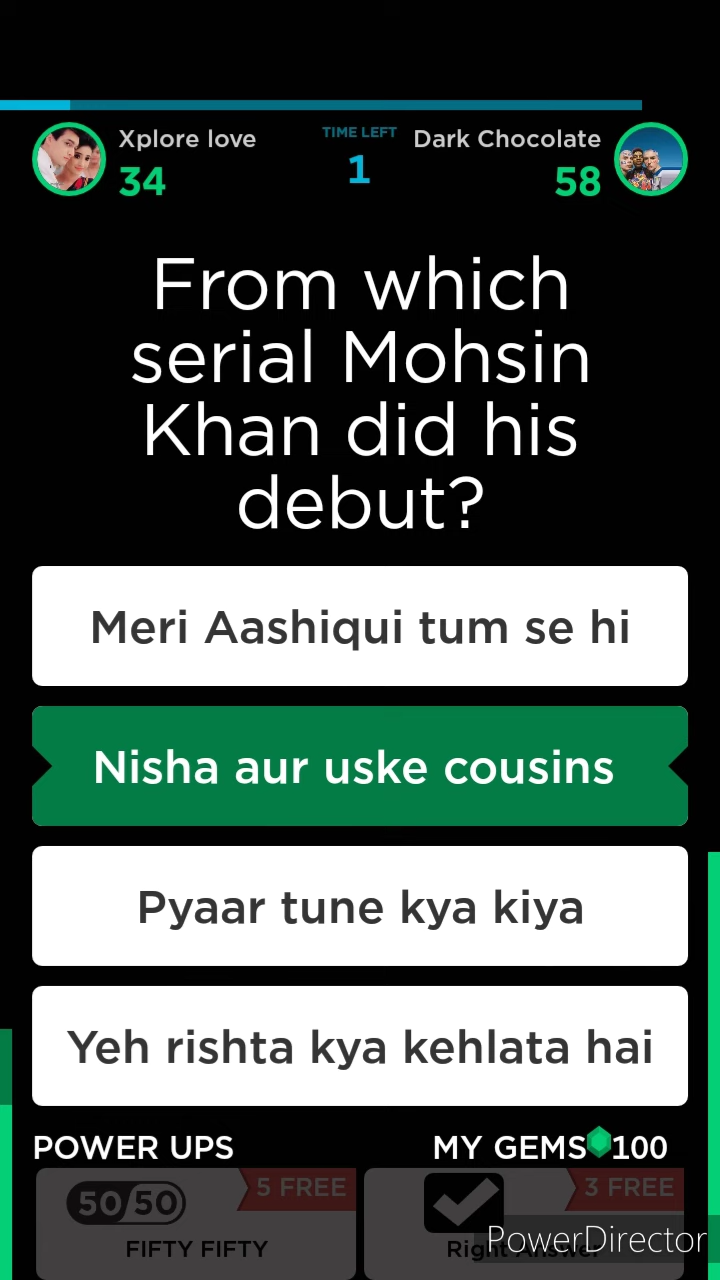 Xplore love
34
TIME LEFT
1
Dark Chocolate
58
From which
serial Mohsin
Khan did his
debut?
Meri Aashiqui tum se hi
Nisha aur uske cousins
Pyaar tune kya kiya
Yeh rishta kya kehlata hai
POWER UPS
MY GEMS 100
50/50
5 FREE
FIFTY FIFTY
3 FREE
Right Answer
PowerDirector